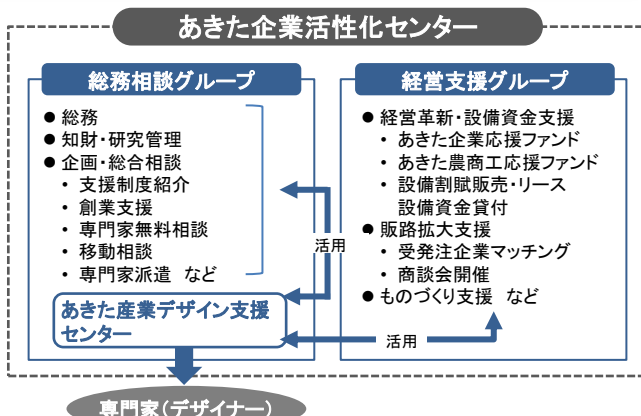 あきた企業活性化センター
総務相談グループ
● 総務
● 知財・研究管理
● 企画・総合相談
・ 支援制度紹介
・ 創業支援
・ 専門家無料相談
・ 移動相談
・ 専門家派遣 など
あきた産業デザイン支援
センター
活用
経営支援グループ
● 経営革新・設備資金支援
・ あきた企業応援ファンド
・ あきた農商工応援ファンド
・ 設備割賦販売・リース
設備資金貸付
● 販路拡大支援
・ 受発注企業マッチング
・ 商談会開催
● ものづくり支援 など
活用
専門家(デザイナー)